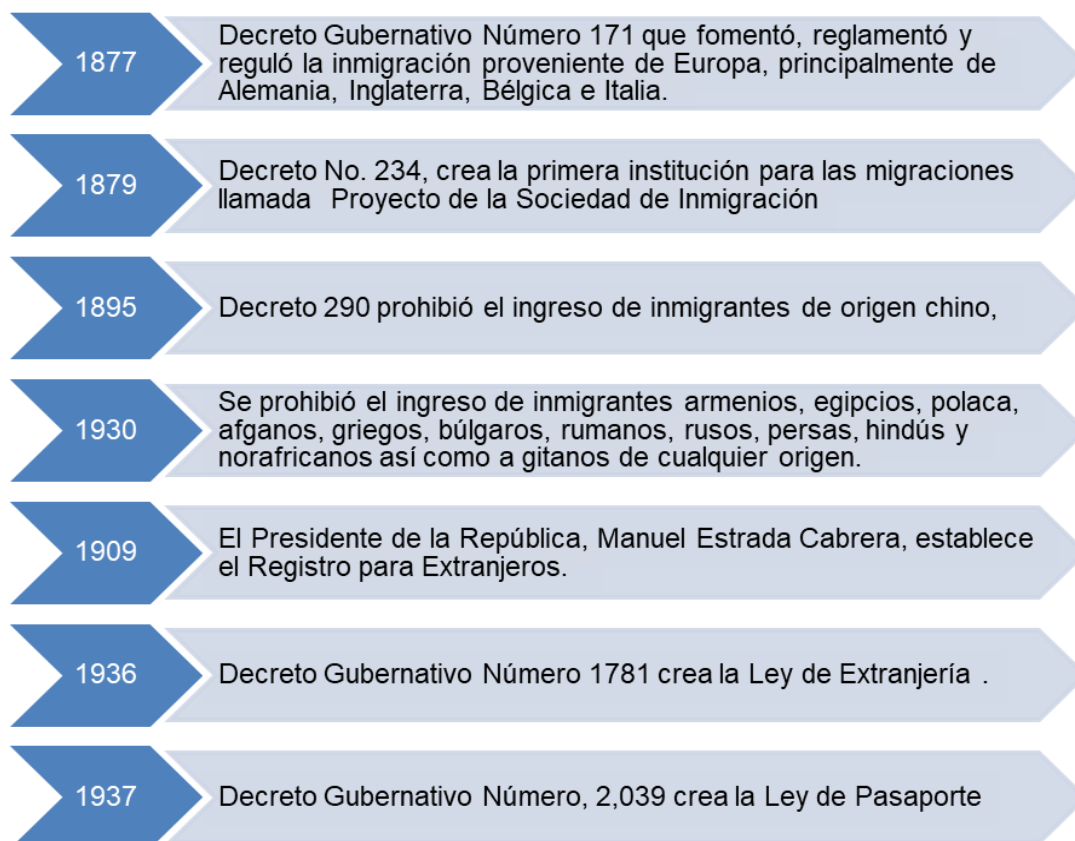 1877
Decreto Gubernativo Número 171 que fomentó, reglamentó y
reguló la inmigración proveniente de Europa, principalmente de
Alemania, Inglaterra, Bélgica e Italia.
1879
Decreto No. 234, crea la primera institución para las migraciones
llamada Proyecto de la Sociedad de Inmigración
1895
Decreto 290 prohibió el ingreso de inmigrantes de origen chino,
1930
Se prohibió el ingreso de inmigrantes armenios, egipcios, polaca,
afganos, griegos, búlgaros, rumanos, rusos, persas, hindús y
norafricanos así como a gitanos de cualquier origen.
1909
El Presidente de la República, Manuel Estrada Cabrera, establece
el Registro para Extranjeros.
1936
Decreto Gubernativo Número 1781 crea la Ley de Extranjería .
1937
Decreto Gubernativo Número, 2,039 crea la Ley de Pasaporte